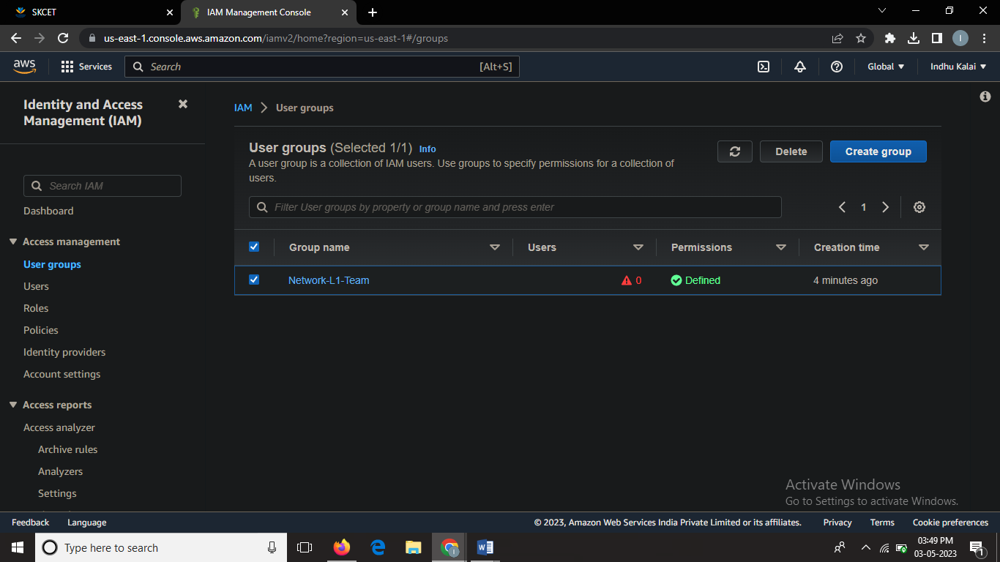 SKCET
IAM Management Console
us-east-1.console.aws.amazon.com/iamv2/home?region=us-east-1#/groups
I
aws
Services
Search
[Alt+S]
Global
Indhu Kalai
Identity and Access
Management (IAM)
Search IAM
Dashboard
Access management
User groups
Users
Roles
Policies
Identity providers
Account settings
Access reports
Access analyzer
Archive rules
Analyzers
Settings
IAM > User groups
User groups (Selected 1/1) Info
A user group is a collection of IAM users. Use groups to specify permissions for a collection of
users.
Delete
Create group
Filter User groups by property or group name and press enter
1
Group name Users Permissions Creation time
Network-L1-Team 0 Defined 4 minutes ago
Activate Windows
Go to Settings to activate Windows.
Feedback Language © 2023, Amazon Web Services India Private Limited or its affiliates. Privacy Terms Cookie preferences
Type here to search
03:49 PM
03-05-2023
1